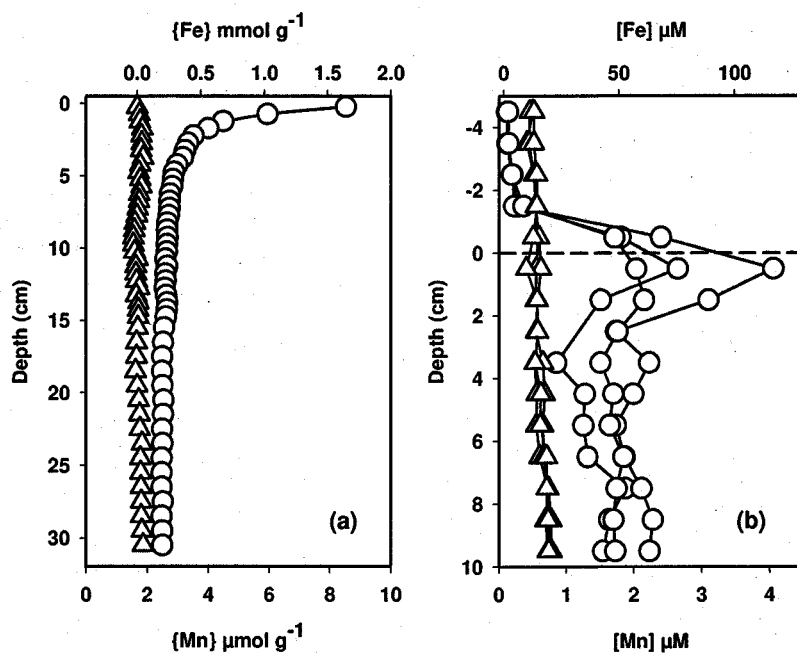 {Fe} mmol g-1
0.0 0.5 1.0 1.5 2.0
[Fe] µM
0 50 100
0
5
10
15
20
25
30
Depth (cm)
(a)
0 2 4 6 8 10
{Mn} µmol g-1
-4
-2
0
2
4
6
8
10
Depth (cm)
(b)
0 1 2 3 4
[Mn] µM